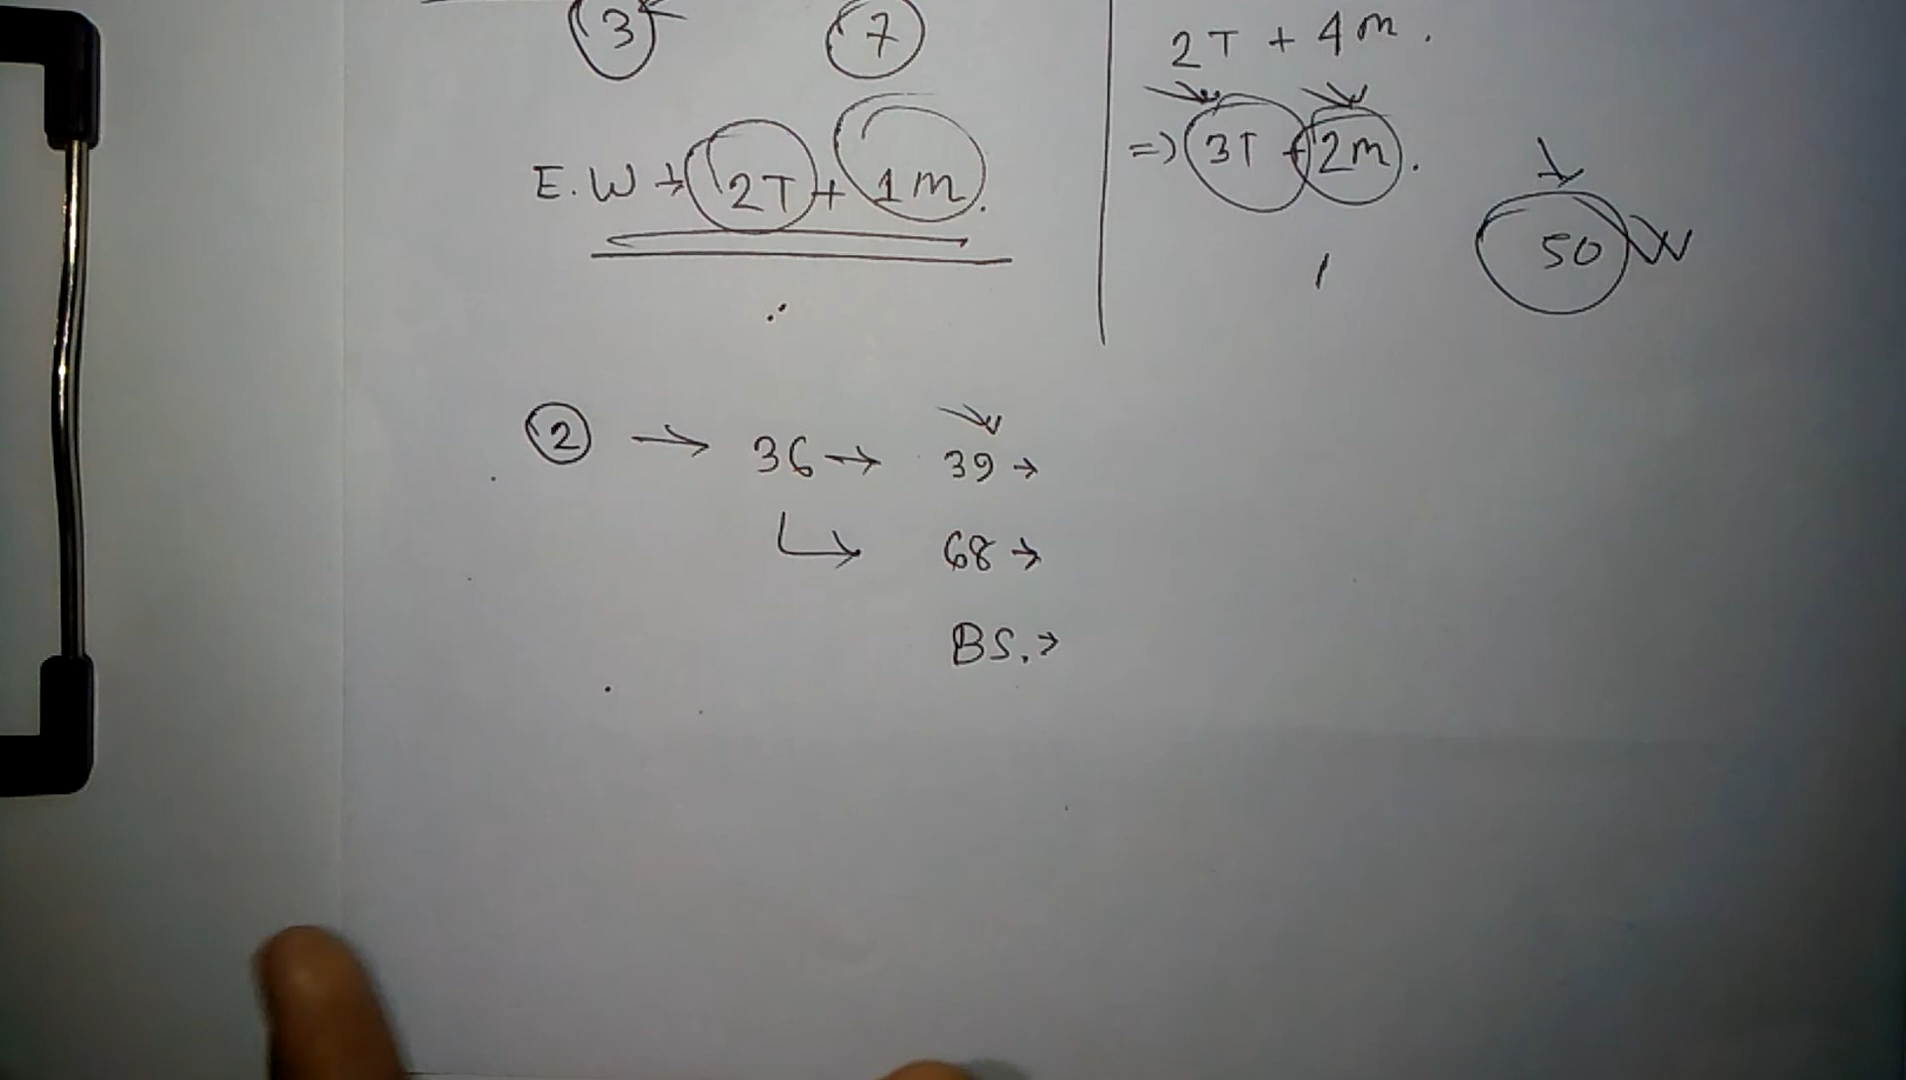 3 7
E.W → 2T + 1m.
2T + 4m.
=> 3T + 2m.
50 W
2 → 36 → 39 →
68 →
BS. →